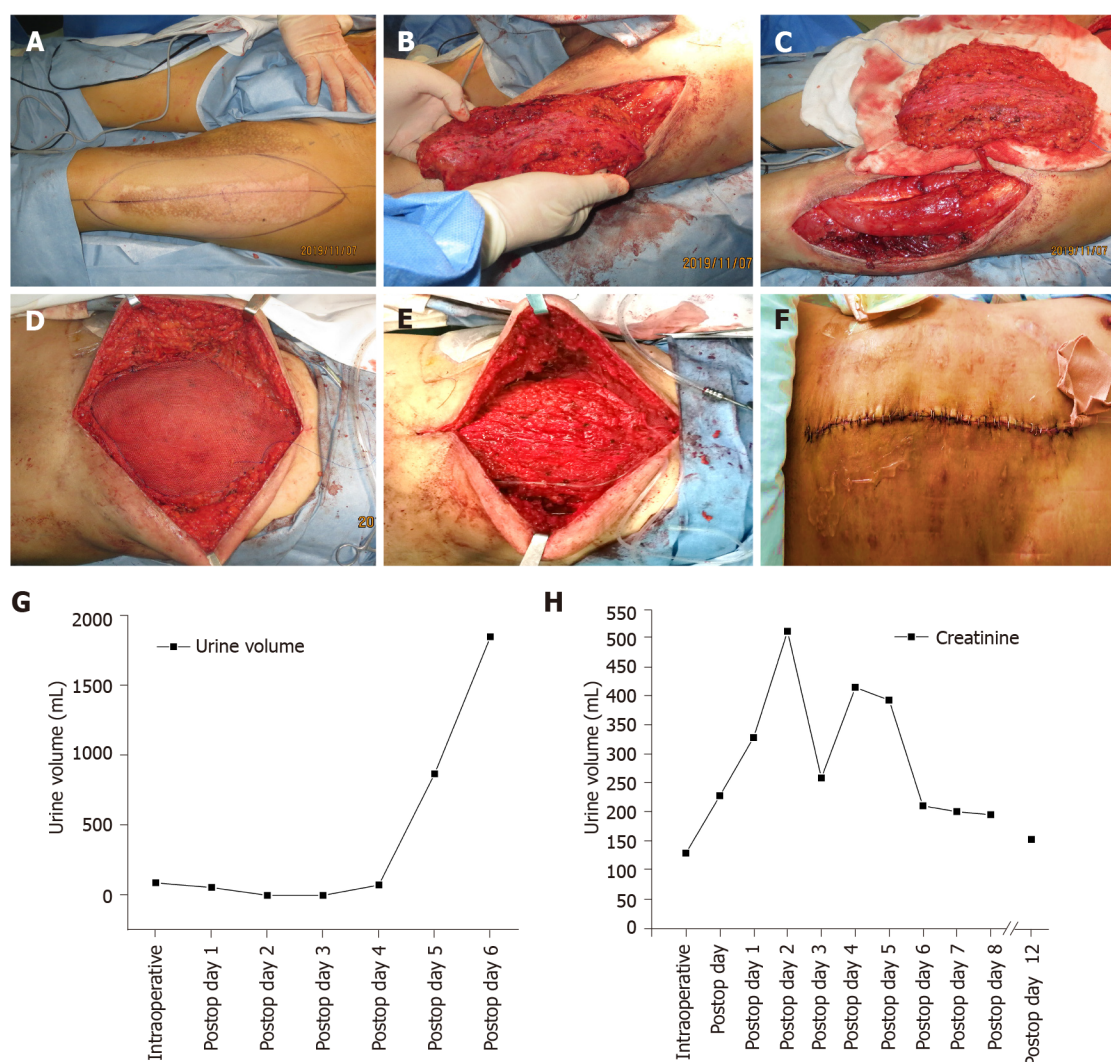 A
2019/11/07
B
2019/11/07
C
2019/11/07
D
E
F
G
2000
1500
1000
500
0
Urine volume (mL)
Urine volume
Intraoperative
Postop day 1
Postop day 2
Postop day 3
Postop day 4
Postop day 5
Postop day 6
H
550
500
450
400
350
300
250
200
150
50
0
Urine volume (mL)
Creatinine
Intraoperative
Postop day
Postop day 1
Postop day 2
Postop day 3
Postop day 4
Postop day 5
Postop day 6
Postop day 7
Postop day 8
Postop day 12